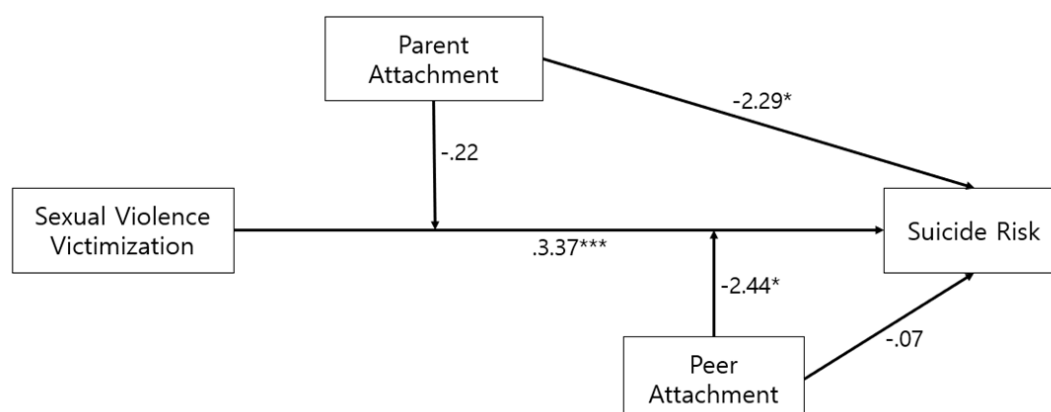 Parent
Attachment
-2.29*
-.22
Sexual Violence
Victimization
.3.37***
Suicide Risk
-2.44*
-.07
Peer
Attachment